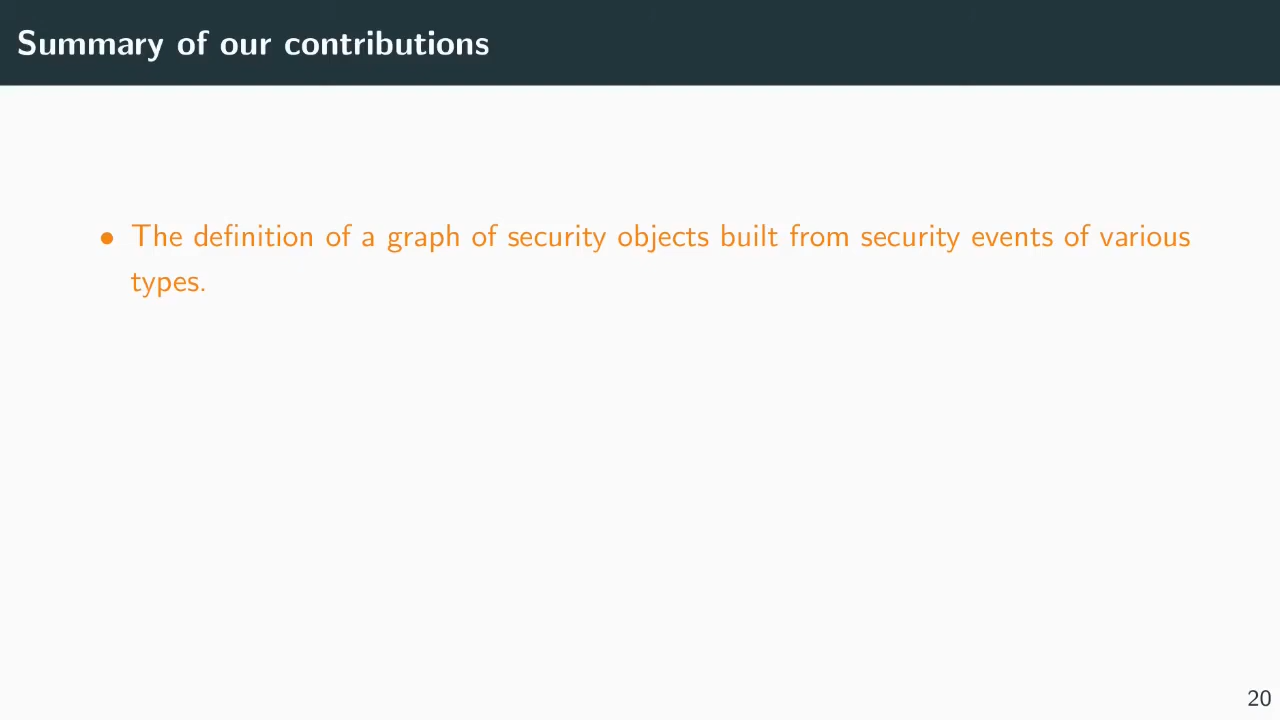 Summary of our contributions
• The definition of a graph of security objects built from security events of various
types.
20